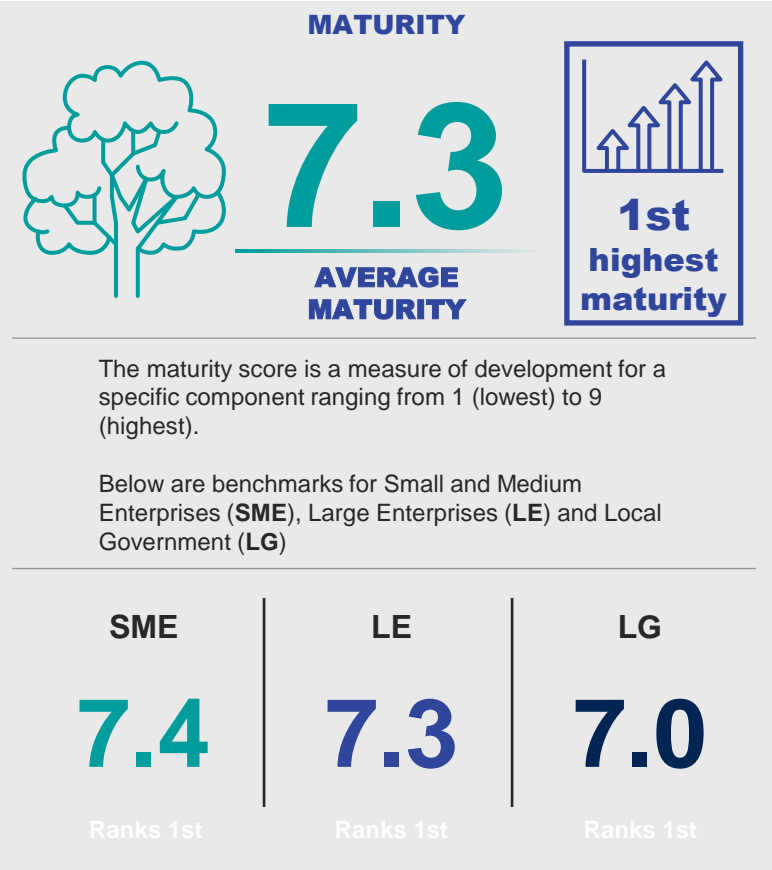 MATURITY
7.3
AVERAGE
MATURITY
1st
highest
maturity
The maturity score is a measure of development for a
specific component ranging from 1 (lowest) to 9
(highest).
Below are benchmarks for Small and Medium
Enterprises (SME), Large Enterprises (LE) and Local
Government (LG)
SME
7.4
Ranks 1st
LE
7.3
Ranks 1st
LG
7.0
Ranks 1st